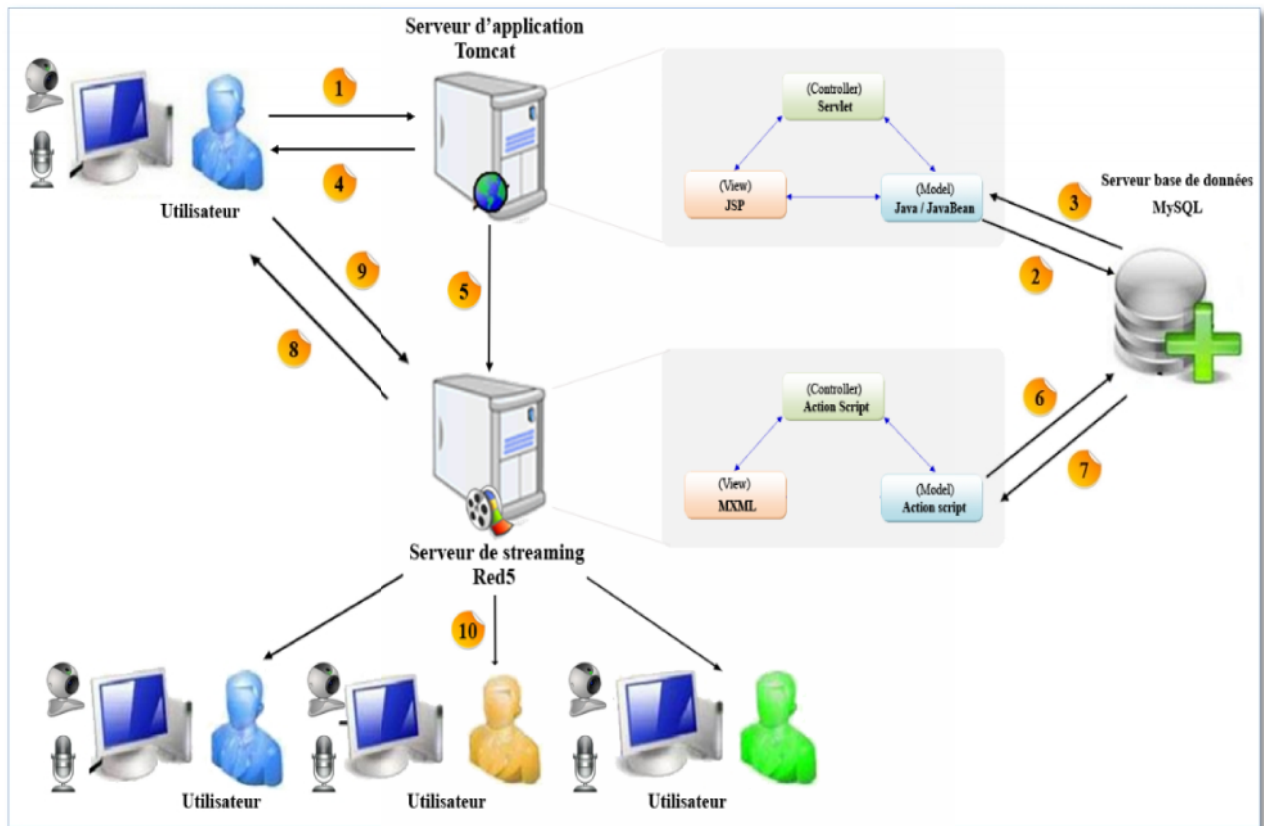 Serveur d'application
Tomcat
1
4
Utilisateur
(Controller)
Servlet
(View)
JSP
(Model)
Java / JavaBean
Serveur base de données
MySQL
3
2
9
5
8
(Controller)
Action Script
(View)
MXML
(Model)
Action script
6
7
Serveur de streaming
Red5
10
Utilisateur
Utilisateur
Utilisateur